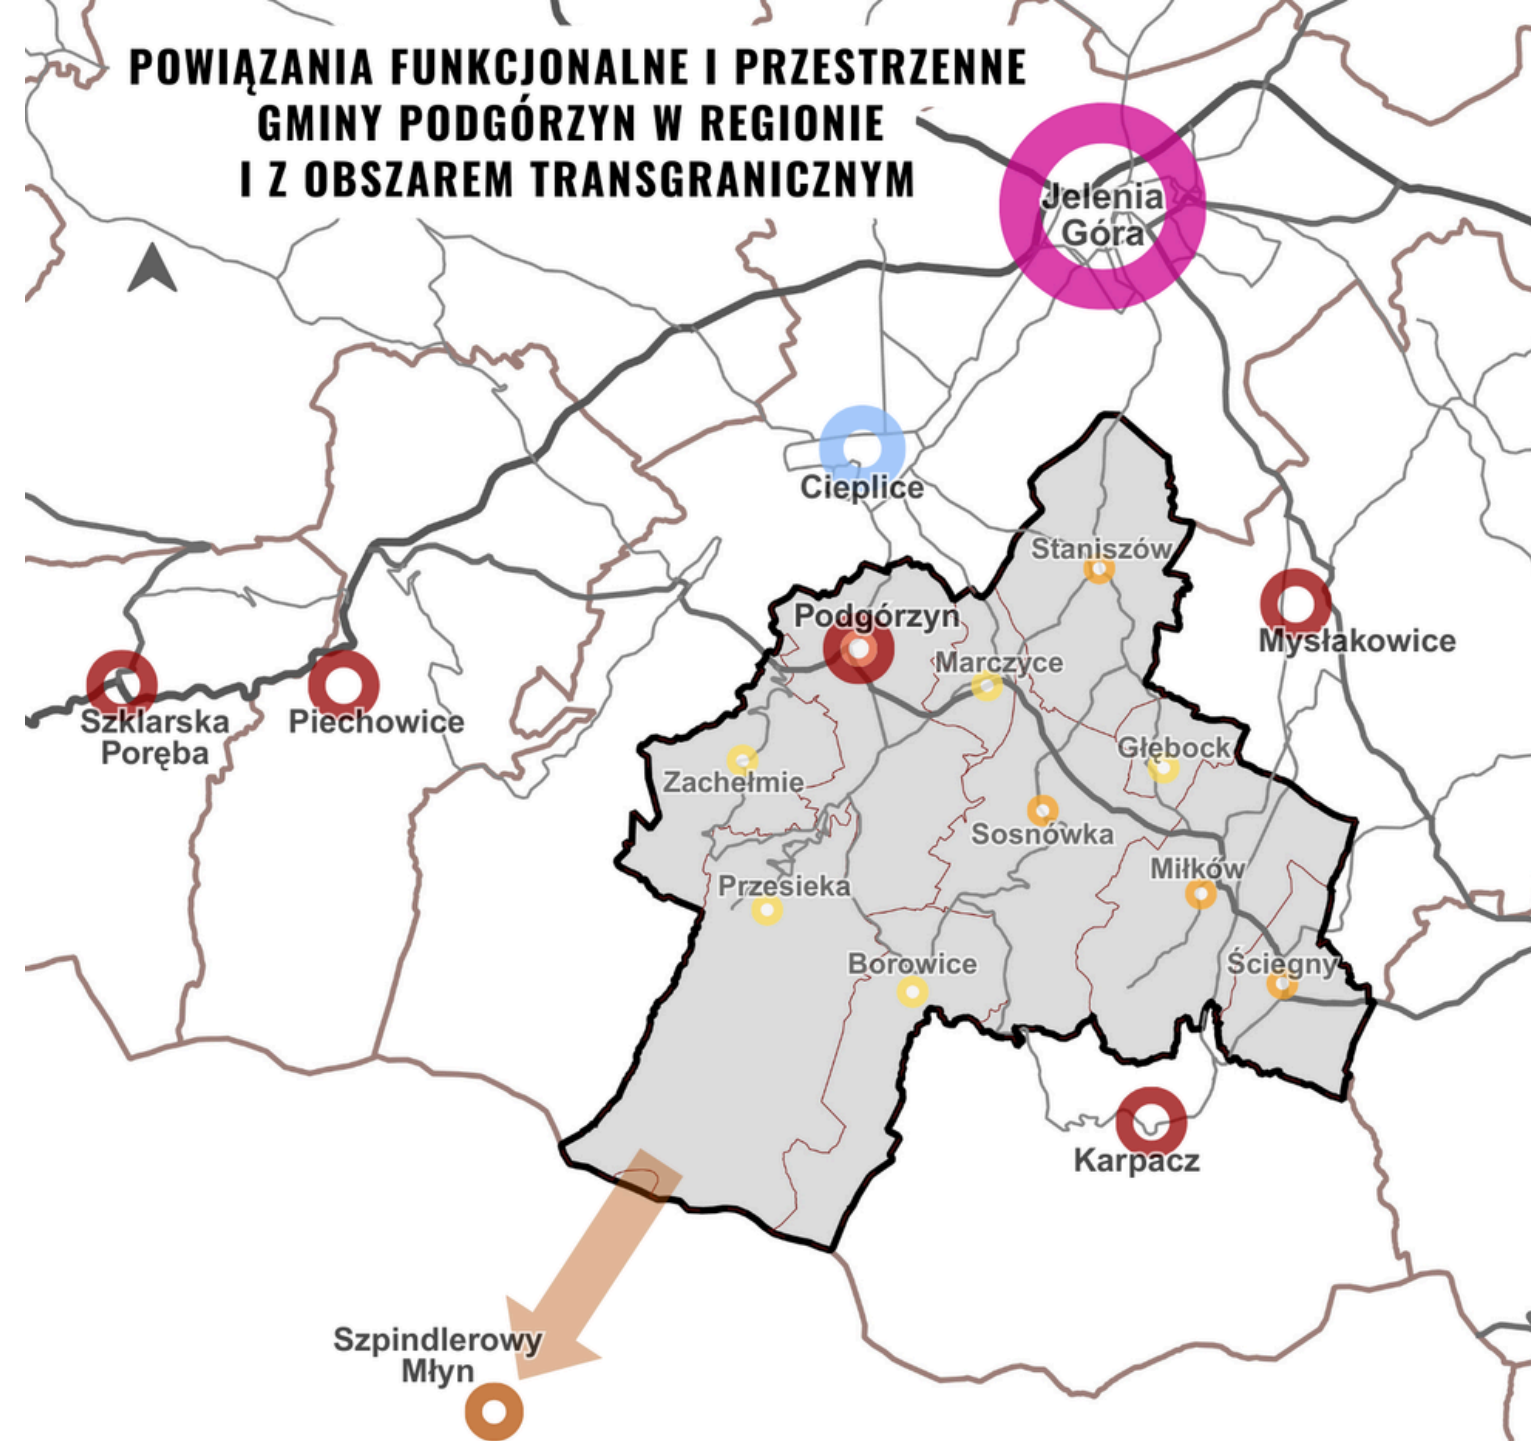 POWIĄZANIA FUNKCJONALNE I PRZESTRZENNE
GMINY PODGÓRZYN W REGIONIE
I Z OBSZAREM TRANSGRANICZNYM
Jelenia
Góra
Cieplice
Staniszów
Podgórzyn
Mysłakowice
Marczyce
Szklarska
Poręba
Piechowice
Głębock
Zachełmie
Sosnówka
Miłków
Przesieka
Borowice
Ściegny
Karpacz
Szpindlerowy
Młyn